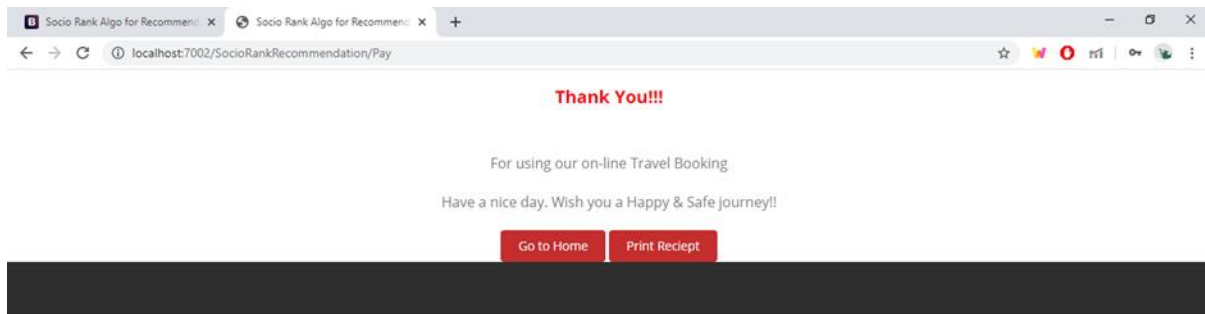 Socio Rank Algo for Recommend
Socio Rank Algo for Recommend
localhost:7002/SocioRankRecommendation/Pay
Thank You!!!
For using our on-line Travel Booking
Have a nice day. Wish you a Happy & Safe journey!!
Go to Home
Print Reciept